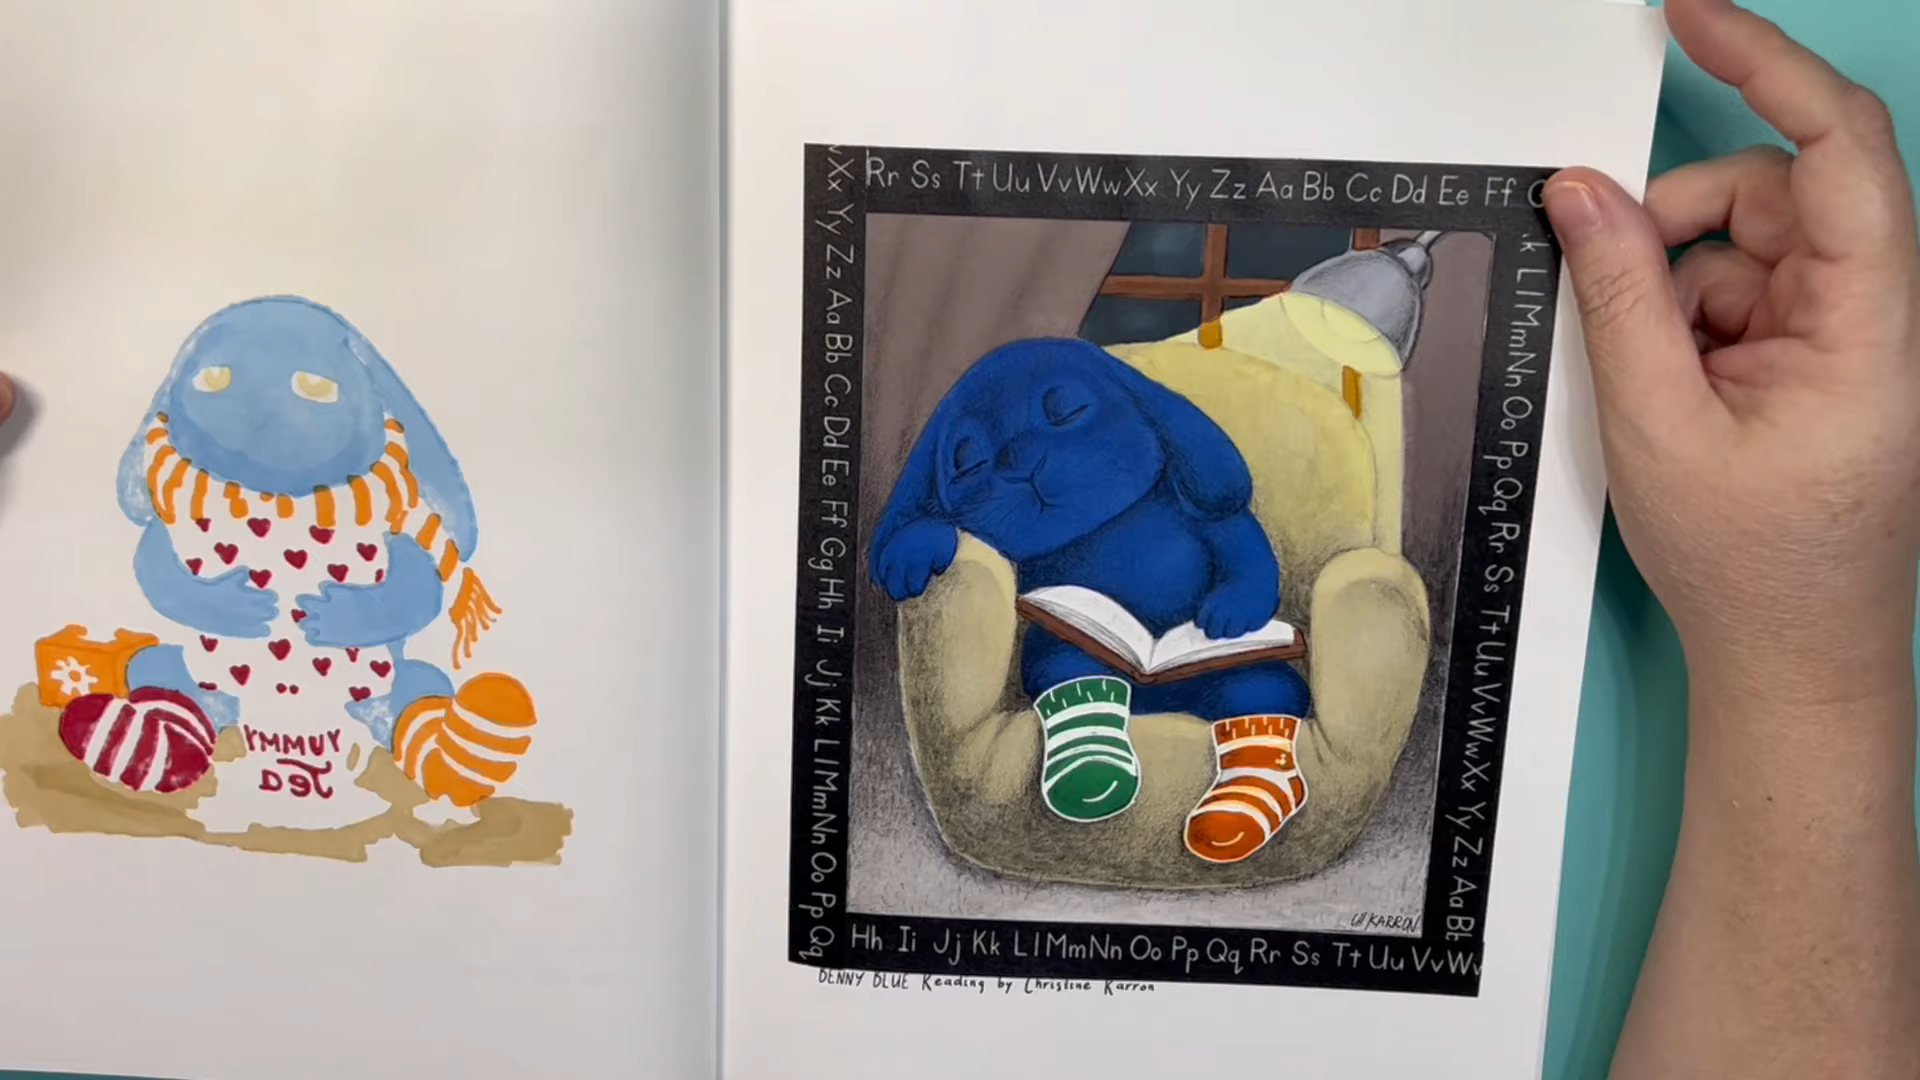 YUMMY
Tea
Rr Ss Tt Uu Vv Ww Xx Yy Zz Aa Bb Cc Dd Ee Ff
Xx Yy Zz Aa Bb Cc Dd Ee Ff Gg Hh Ii Jj Kk Ll Mm Nn Oo Pp Qq
Ll Mm Nn Oo Pp Qq Rr Ss Tt Uu Vv Ww Xx Yy Zz Aa Bb
CH KARRON
Hh Ii Jj Kk Ll Mm Nn Oo Pp Qq Rr Ss Tt Uu Vv Ww
BENNY BLUE Reading by Christine Karron